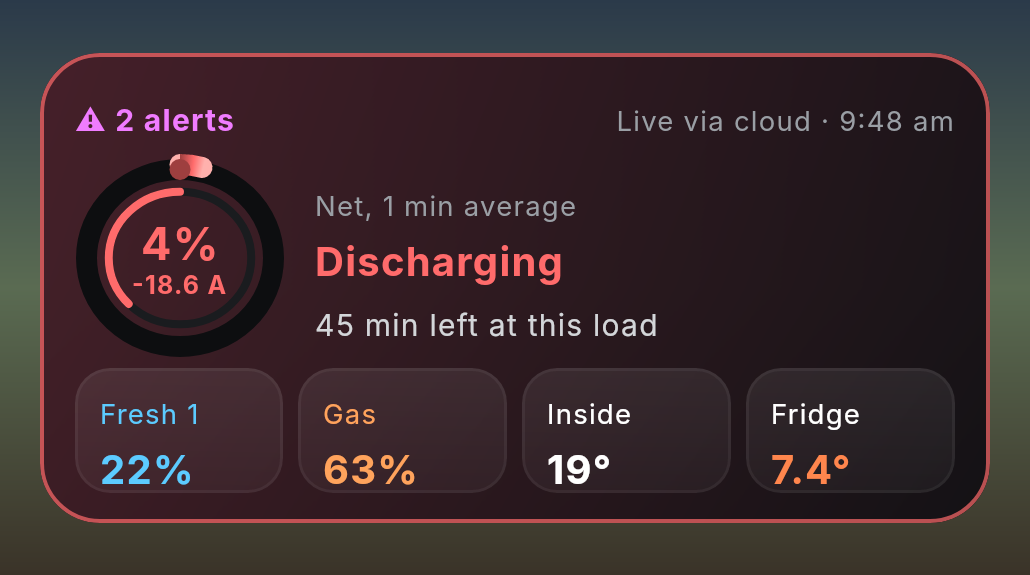 2 alerts
Live via cloud · 9:48 am
4%
-18.6 A
Net, 1 min average
Discharging
45 min left at this load
Fresh 1
22%
Gas
63%
Inside
19°
Fridge
7.4°